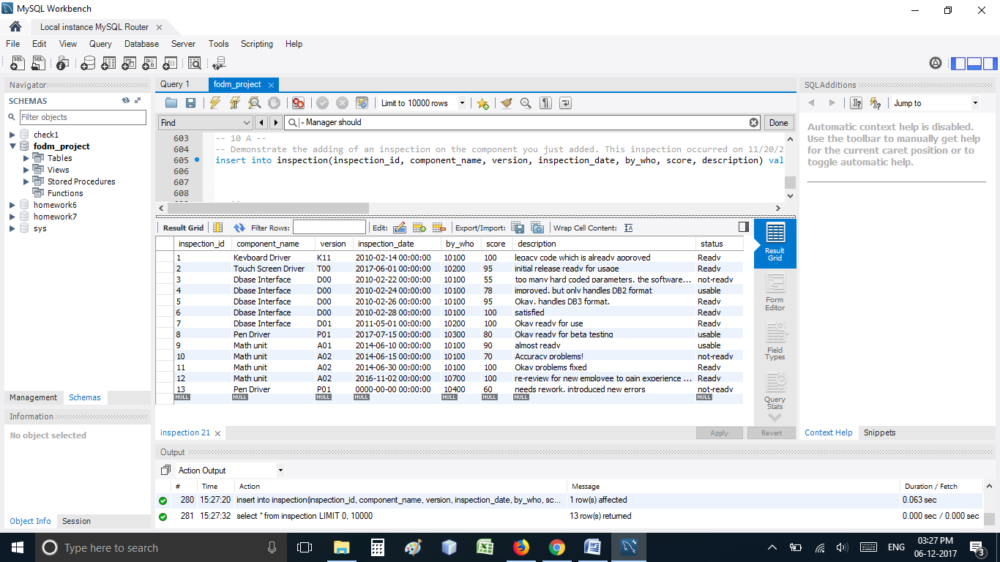 MySQL Workbench
Local instance MySQL Router
File Edit View Query Database Server Tools Scripting Help
Navigator
SCHEMAS
Filter objects
check1
fodm_project
Tables
Views
Stored Procedures
Functions
homework6
homework7
sys
Management Schemas
Information
No object selected
Object Info Session
Query 1 fodm_project
Limit to 10000 rows
Find Manager should Done
603 -- 10 A --
604 -- Demonstrate the adding of an inspection on the component you just added. This inspection occurred on 11/20/2
605 insert into inspection(inspection_id, component_name, version, inspection_date, by_who, score, description) val
606
607
608
Result Grid Filter Rows: Edit: Export/Import: Wrap Cell Content:
inspection_id component_name version inspection_date by_who score description status
1 Keyboard Driver K11 2010-02-14 00:00:00 10100 100 legacy code which is already approved Ready
2 Touch Screen Driver T00 2017-06-01 00:00:00 10200 95 initial release ready for usage Ready
3 Dbase Interface D00 2010-02-22 00:00:00 10100 55 too many hard coded parameters, the software... not-ready
4 Dbase Interface D00 2010-02-24 00:00:00 10100 78 improved, but only handles DB2 format usable
5 Dbase Interface D00 2010-02-26 00:00:00 10100 95 Okay, handles DB3 format. Ready
6 Dbase Interface D00 2010-02-28 00:00:00 10100 100 satisfied Ready
7 Dbase Interface D01 2011-05-01 00:00:00 10200 100 Okay ready for use Ready
8 Pen Driver P01 2017-07-15 00:00:00 10300 80 Okay ready for beta testing usable
9 Math unit A01 2014-06-10 00:00:00 10100 90 almost ready usable
10 Math unit A02 2014-06-15 00:00:00 10100 70 Accuracy problems! not-ready
11 Math unit A02 2014-06-30 00:00:00 10100 100 Okay problems fixed Ready
12 Math unit A02 2016-11-02 00:00:00 10700 100 re-review for new employee to gain experience ... Ready
13 Pen Driver P01 0000-00-00 00:00:00 10400 60 needs rework, introduced new errors not-ready
NULL NULL NULL NULL NULL NULL NULL NULL
Result Grid
Form Editor
Field Types
Query Stats
inspection 21 Apply Revert
SQLAdditions
Jump to
Automatic context help is disabled.
Use the toolbar to manually get help
for the current caret position or to
toggle automatic help.
Context Help Snippets
Output
Action Output
# Time Action Message Duration / Fetch
280 15:27:20 insert into inspection(inspection_id, component_name, version, inspection_date, by_who, sc... 1 row(s) affected 0.063 sec
281 15:27:32 select * from inspection LIMIT 0, 10000 13 row(s) returned 0.000 sec / 0.000 sec
Type here to search
ENG
03:27 PM
06-12-2017
3